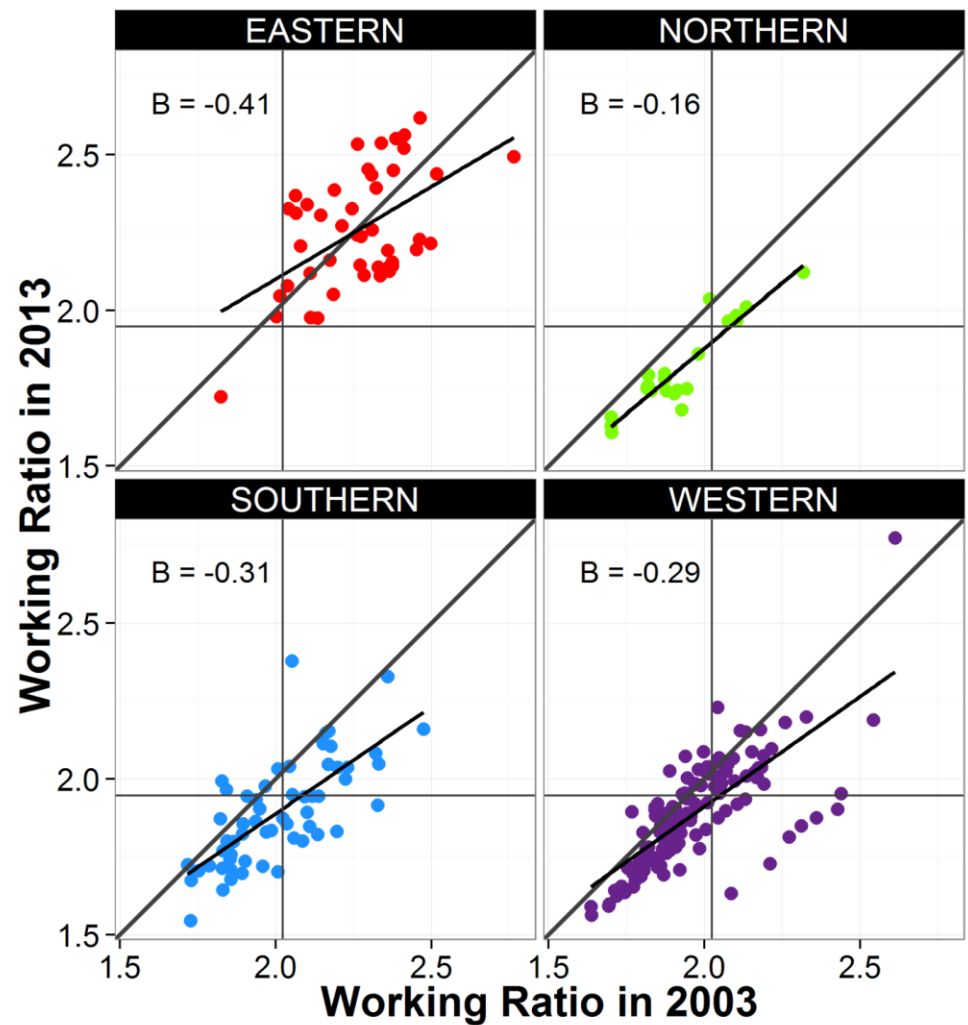 EASTERN
NORTHERN
B = -0.41
B = -0.16
2.5
2.0
1.5
SOUTHERN
WESTERN
B = -0.31
B = -0.29
2.5
2.0
1.5
1.5 2.0 2.5
1.5 2.0 2.5
Working Ratio in 2003
Working Ratio in 2013